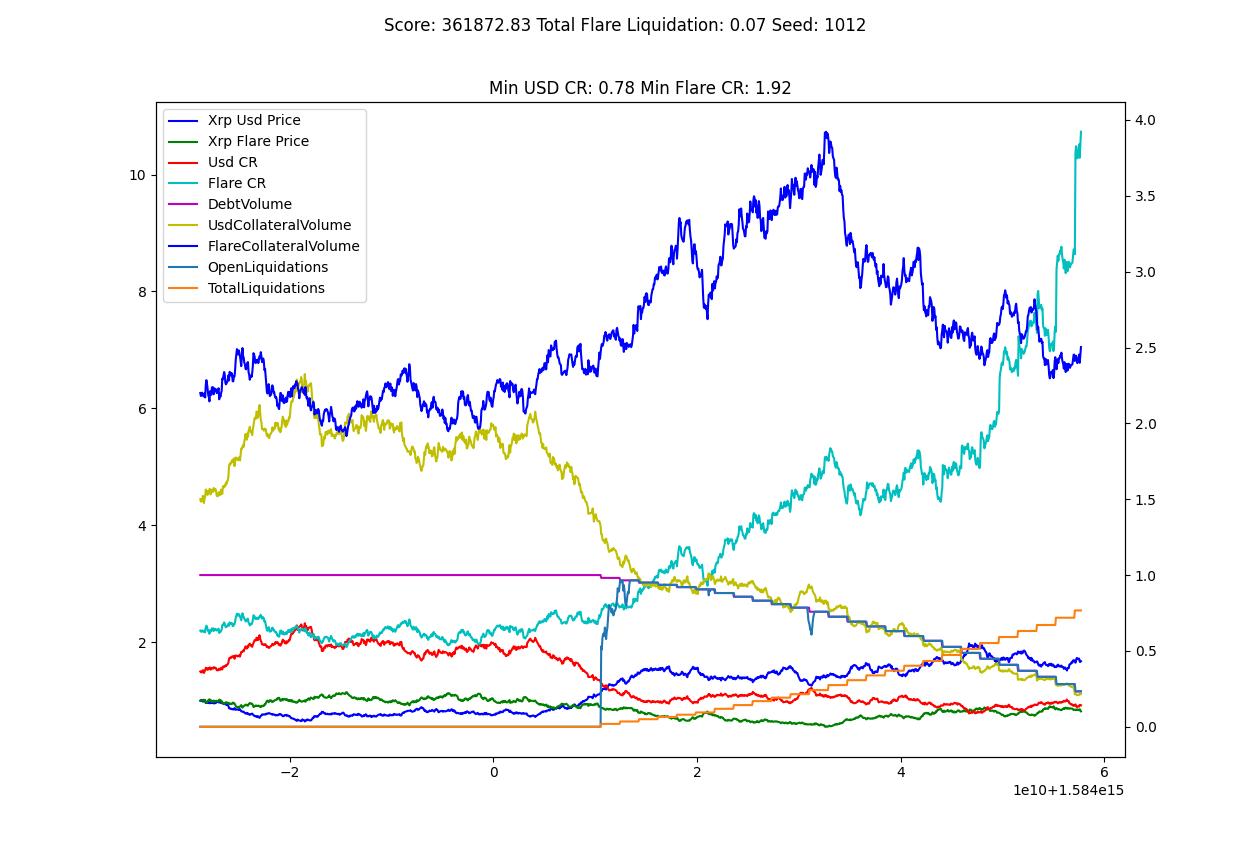 Score: 361872.83 Total Flare Liquidation: 0.07 Seed: 1012
Min USD CR: 0.78 Min Flare CR: 1.92
Xrp Usd Price
Xrp Flare Price
Usd CR
Flare CR
DebtVolume
UsdCollateralVolume
FlareCollateralVolume
OpenLiquidations
TotalLiquidations
10
8
6
4
2
4.0
3.5
3.0
2.5
2.0
1.5
1.0
0.5
0.0
−2 0 2 4 6
1e10+1.584e15